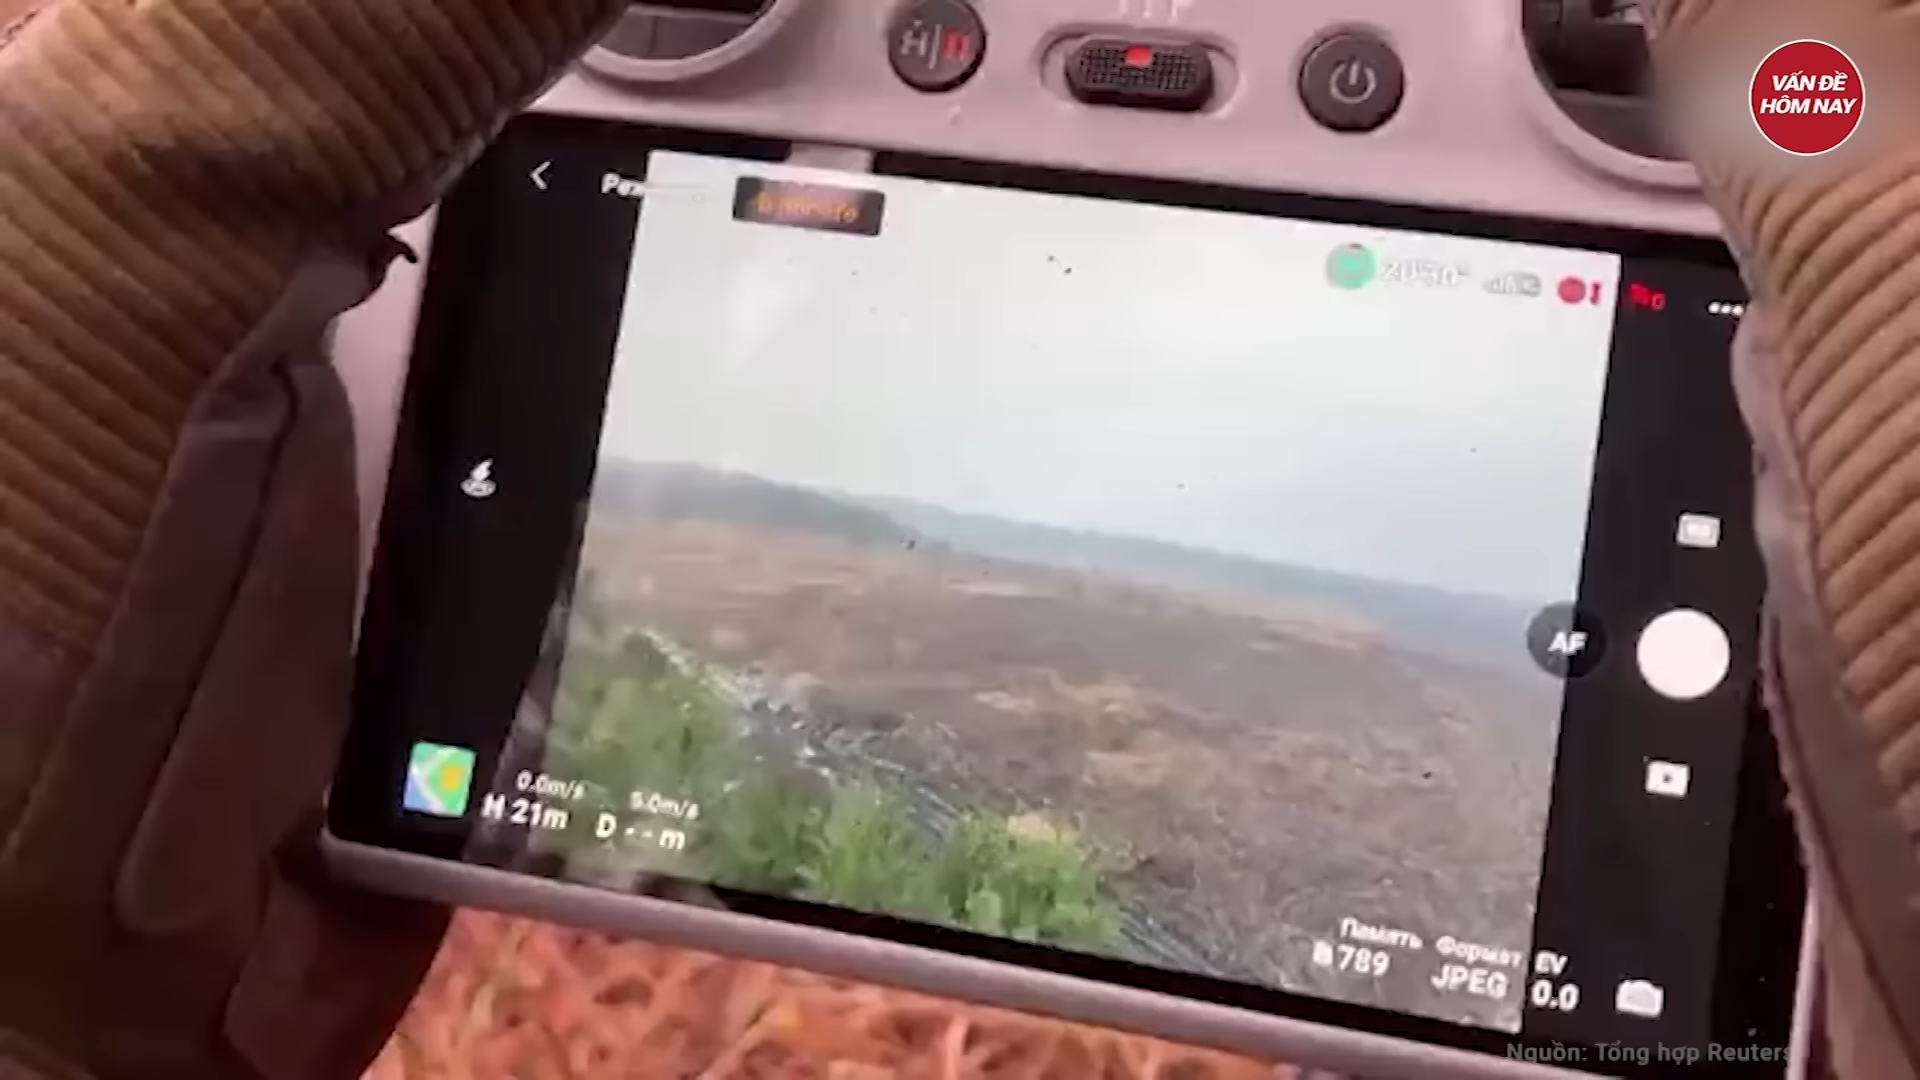 VẤN ĐỀ
HÔM NAY
AF
0.0m/s
5.0m/s
H 21m
D - - m
Память
Формат
EV
789
JPEG
0.0
Nguồn: Tổng hợp Reuters